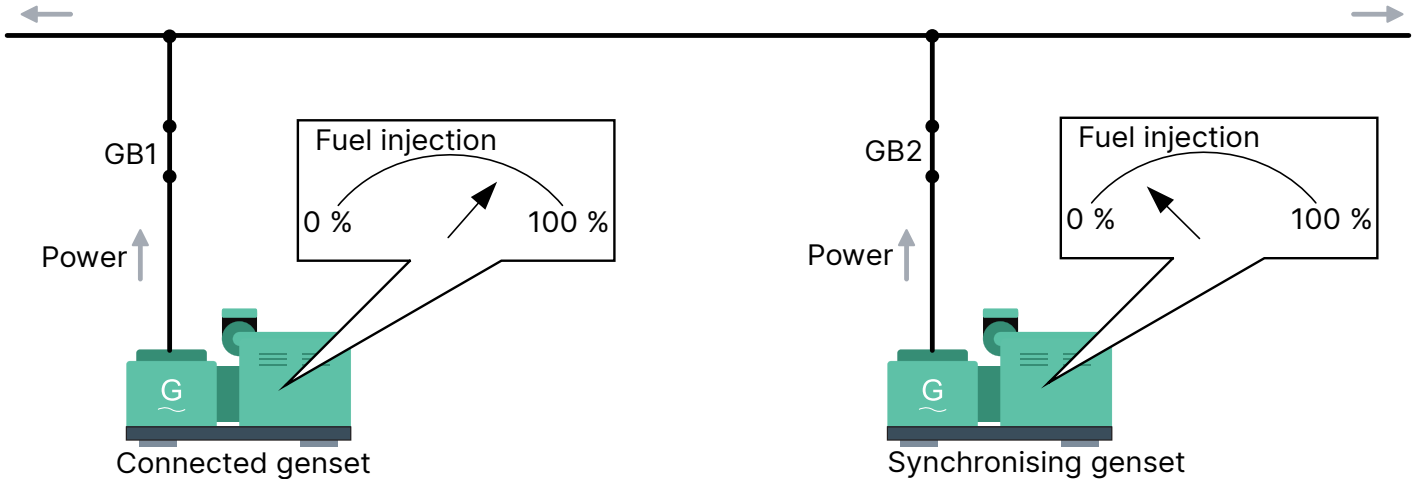 Fuel injection
GB1
0 %
100 %
Power
G
Connected genset
Fuel injection
GB2
0 %
100 %
Power
G
Synchronising genset